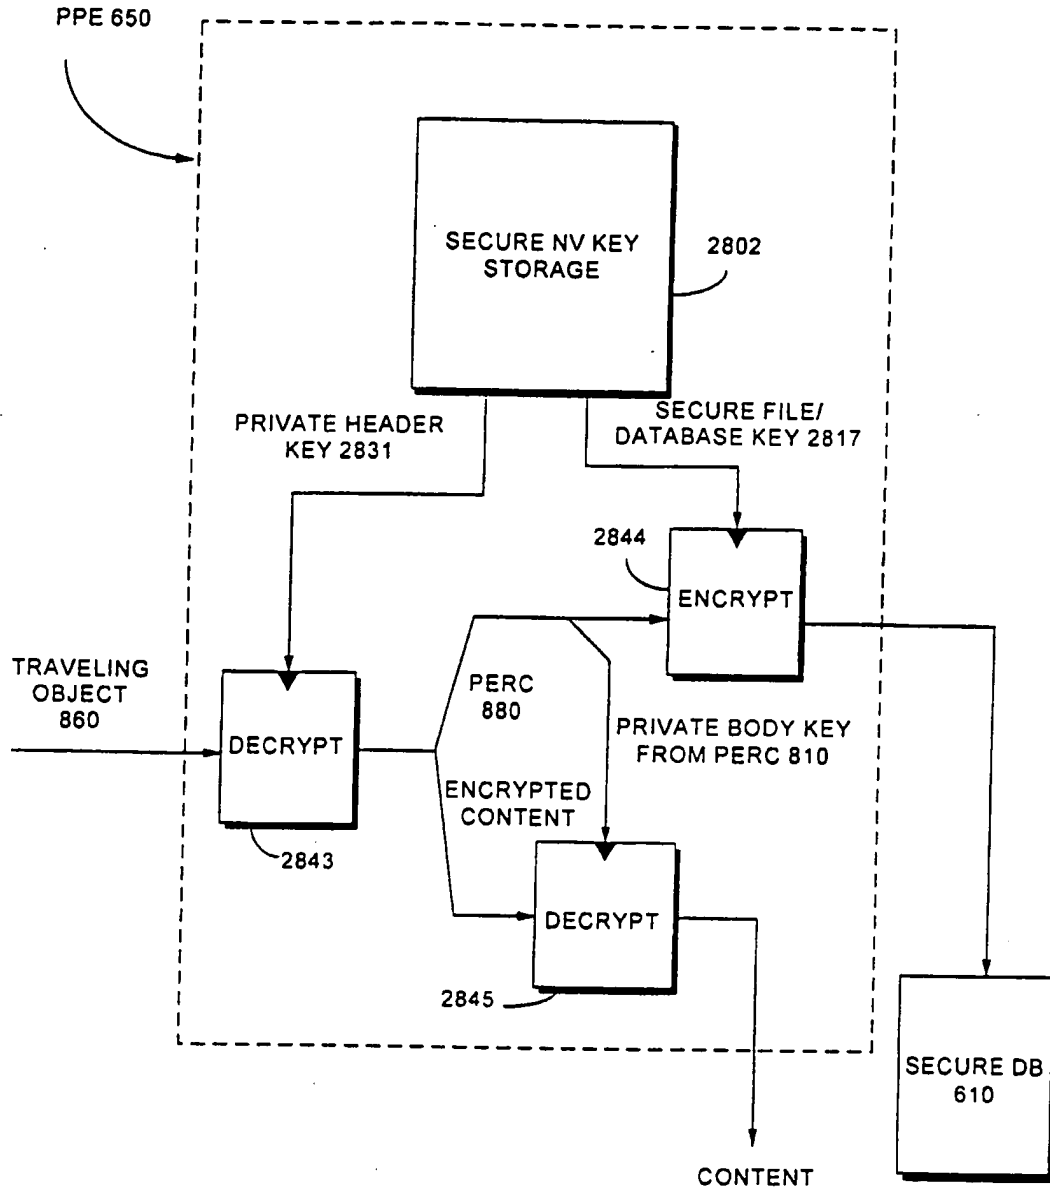 PPE 650
SECURE NV KEY
STORAGE
2802
PRIVATE HEADER
KEY 2831
SECURE FILE/
DATABASE KEY 2817
2844
ENCRYPT
TRAVELING
OBJECT
860
DECRYPT
PERC
880
PRIVATE BODY KEY
FROM PERC 810
ENCRYPTED
CONTENT
2843
DECRYPT
2845
SECURE DB
610
CONTENT